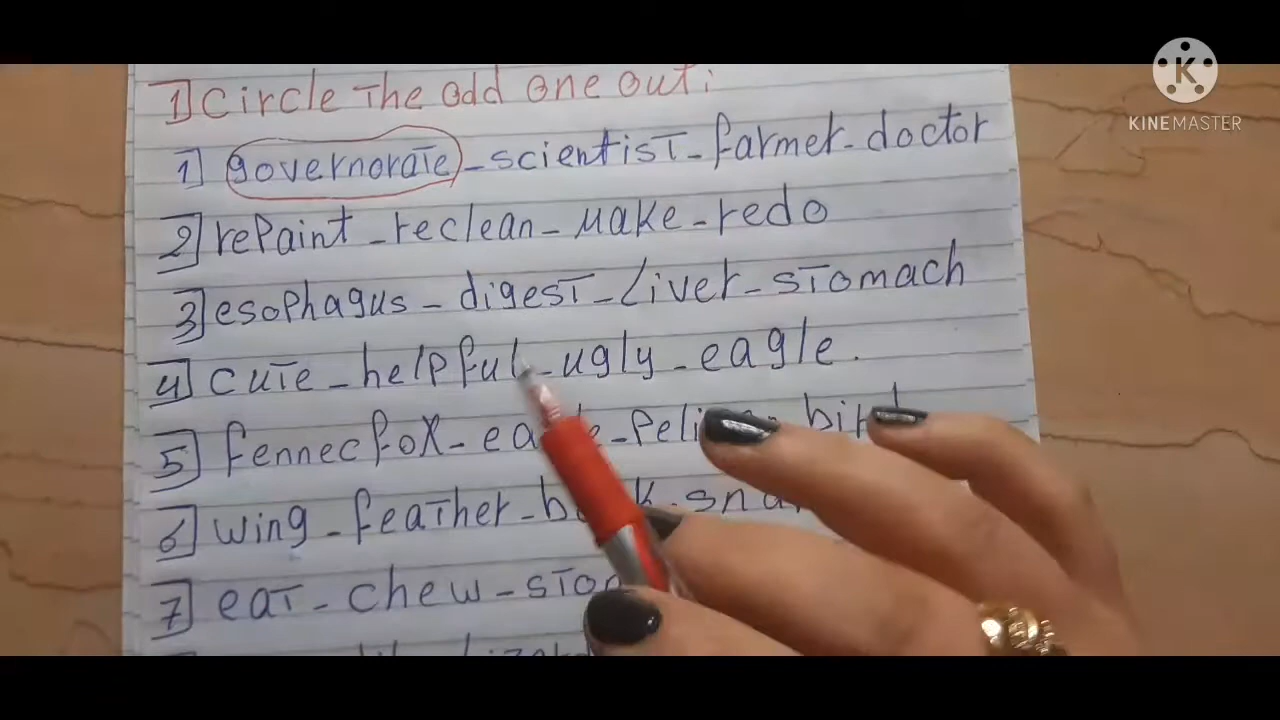 1) Circle The odd one out:
1) governorate - scientist - farmer - doctor
2) repaint - reclean - make - redo
3) esophagus - digest - liver - stomach
4) cute - helpful - ugly - eagle.
5) fennec fox -
6) wing - feather -
7) eat - chew -
KINEMASTER